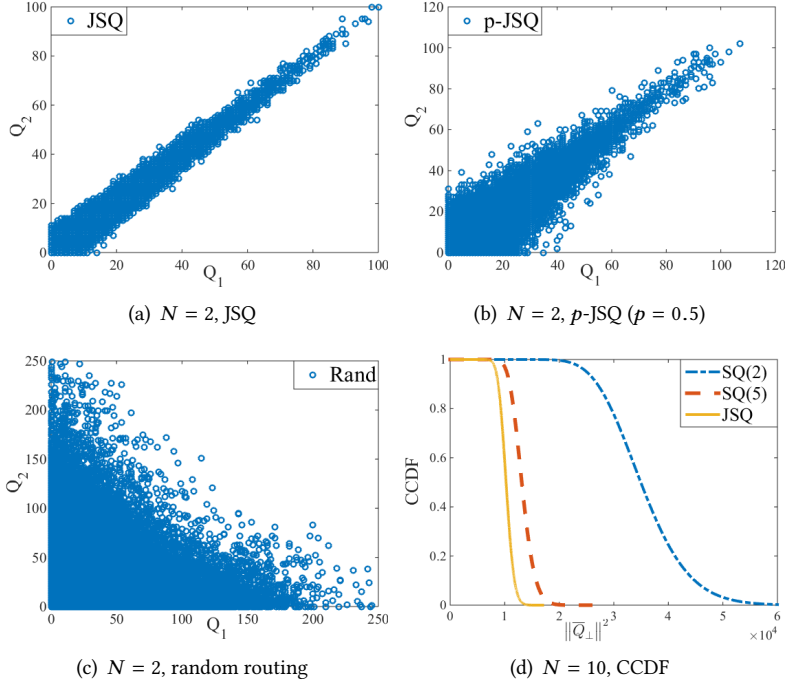 100
80
60
40
20
0
Q₂
JSQ
0 20 40 60 80 100
Q₁
(a) N = 2, JSQ
120
100
80
60
40
20
0
Q₂
p-JSQ
0 20 40 60 80 100 120
Q₁
(b) N = 2, p-JSQ (p = 0.5)
250
200
150
100
50
0
Q₂
Rand
0 50 100 150 200 250
Q₁
(c) N = 2, random routing
1
0.8
0.6
0.4
0.2
0
CCDF
SQ(2)
SQ(5)
JSQ
0 1 2 3 4 5 6
×10⁴
‖Q̅⊥‖²
(d) N = 10, CCDF